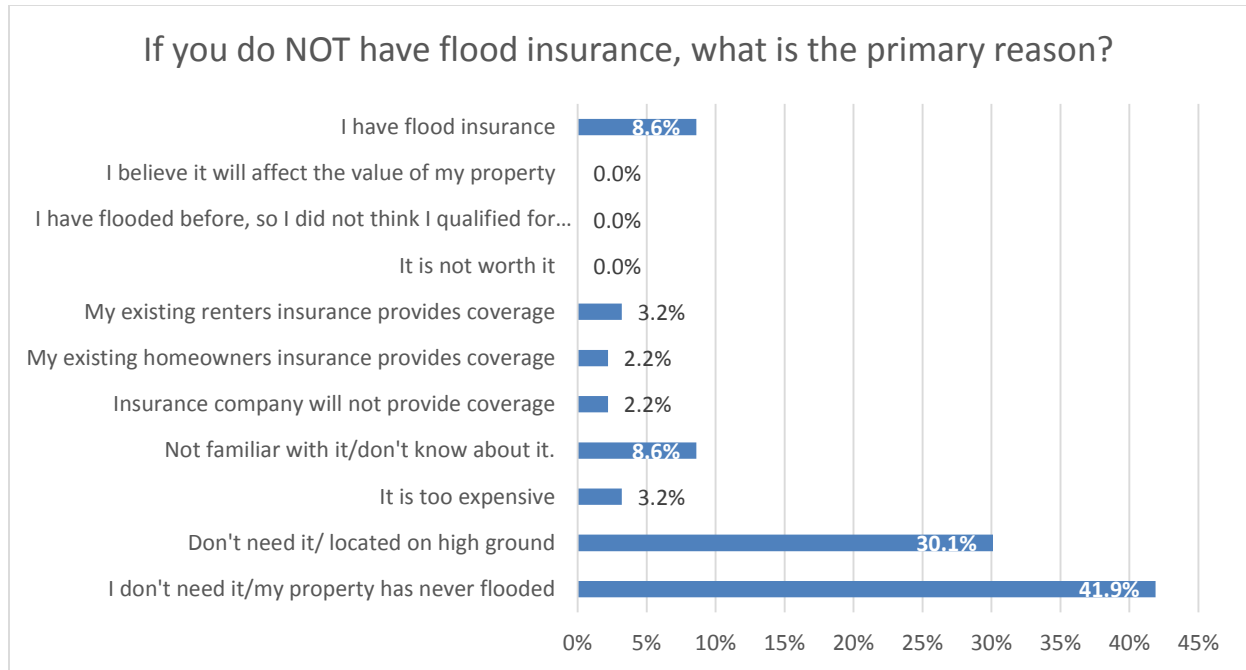 If you do NOT have flood insurance, what is the primary reason?
I have flood insurance 8.6%
I believe it will affect the value of my property 0.0%
I have flooded before, so I did not think I qualified for… 0.0%
It is not worth it 0.0%
My existing renters insurance provides coverage 3.2%
My existing homeowners insurance provides coverage 2.2%
Insurance company will not provide coverage 2.2%
Not familiar with it/don't know about it. 8.6%
It is too expensive 3.2%
Don't need it/ located on high ground 30.1%
I don't need it/my property has never flooded 41.9%
0% 5% 10% 15% 20% 25% 30% 35% 40% 45%